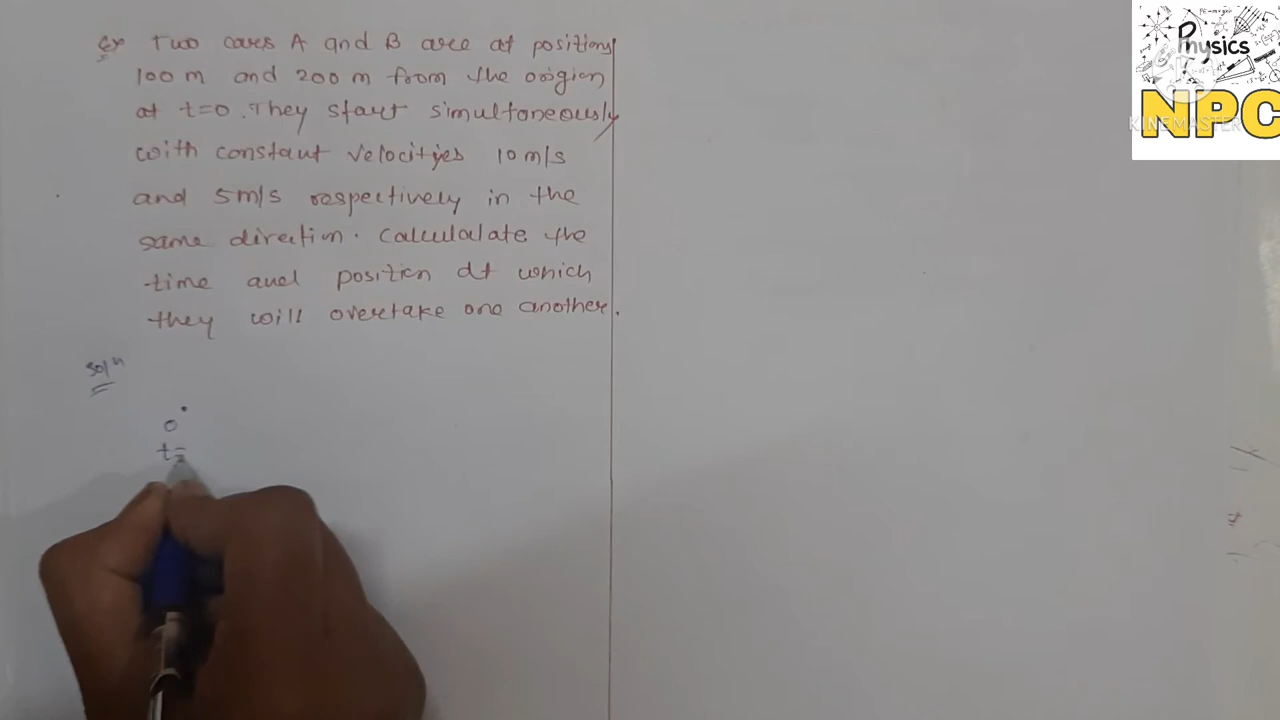 Ex Two cars A and B are at positions
100 m and 200 m from the origin
at t=0. They start simultaneously
with constant velocities 10 m/s
and 5 m/s respectively in the
same direction. Calculalate the
time and position at which
they will overtake one another.
Solⁿ
O
t=
Physics
NPC
KINEMASTER